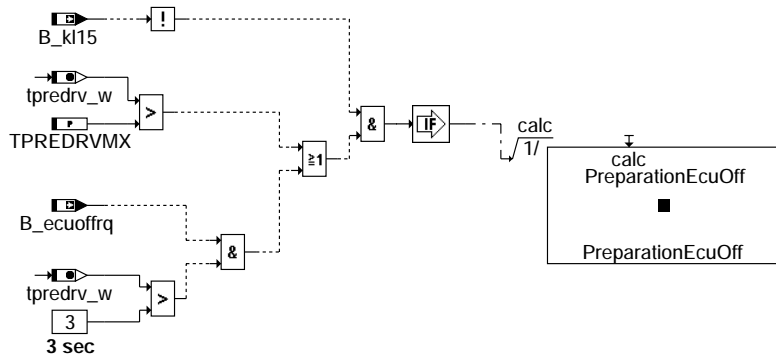 B_kl15
!
tpredrv_w
P
TPREDRVMX
>
≥1
&
IF
calc
1/
calc
PreparationEcuOff
PreparationEcuOff
B_ecuoffrq
&
tpredrv_w
>
3
3 sec